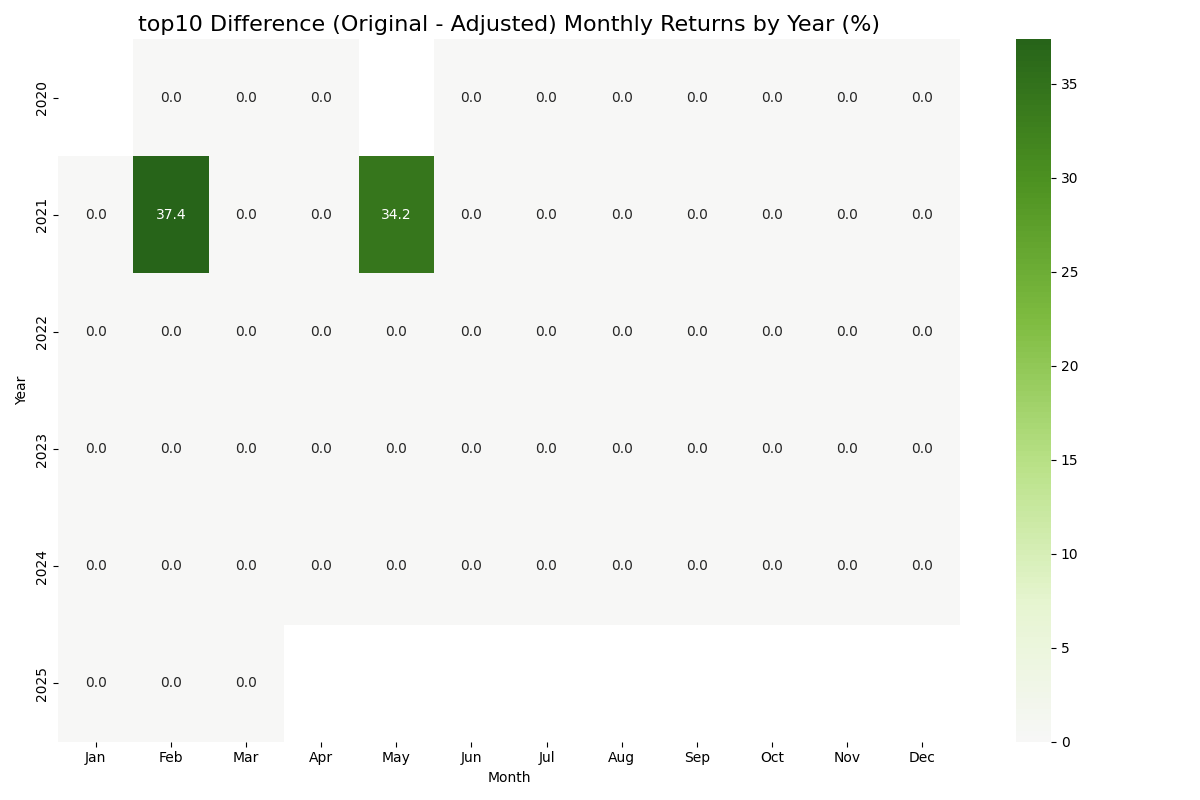 top10 Difference (Original - Adjusted) Monthly Returns by Year (%)
2020 0.0 0.0 0.0 0.0 0.0 0.0 0.0 0.0 0.0 0.0
2021 0.0 37.4 0.0 0.0 34.2 0.0 0.0 0.0 0.0 0.0 0.0 0.0
2022 0.0 0.0 0.0 0.0 0.0 0.0 0.0 0.0 0.0 0.0 0.0 0.0
2023 0.0 0.0 0.0 0.0 0.0 0.0 0.0 0.0 0.0 0.0 0.0 0.0
2024 0.0 0.0 0.0 0.0 0.0 0.0 0.0 0.0 0.0 0.0 0.0 0.0
2025 0.0 0.0 0.0
Year
Jan Feb Mar Apr May Jun Jul Aug Sep Oct Nov Dec
Month
35
30
25
20
15
10
5
0